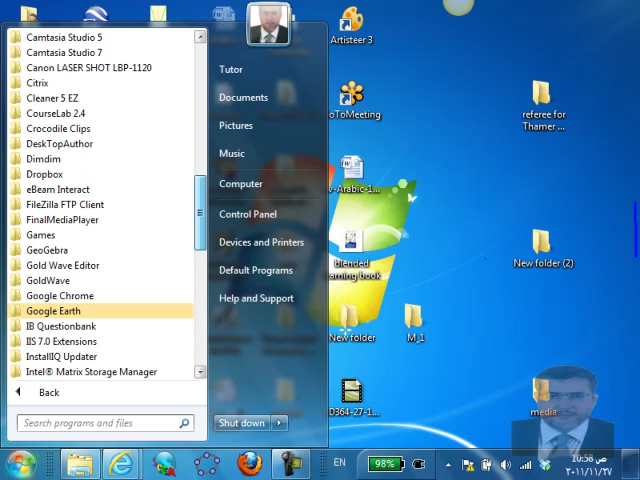 Camtasia Studio 5
Camtasia Studio 7
Canon LASER SHOT LBP-1120
Citrix
Cleaner 5 EZ
CourseLab 2.4
Crocodile Clips
DeskTopAuthor
Dimdim
Dropbox
eBeam Interact
FileZilla FTP Client
FinalMediaPlayer
Games
GeoGebra
Gold Wave Editor
GoldWave
Google Chrome
Google Earth
IB Questionbank
IIS 7.0 Extensions
InstallIQ Updater
Intel® Matrix Storage Manager
Back
Search programs and files
Tutor
Documents
Pictures
Music
Computer
Control Panel
Devices and Printers
Default Programs
Help and Support
Shut down
Artisteer 3
oToMeeting
v-Arabic-1...
blended
arning book
New folder
M_1
D364-27-1...
referee for
Thamer ...
New folder (2)
media
EN
98%
10:58 ص
٢٠١١/١١/٢٧